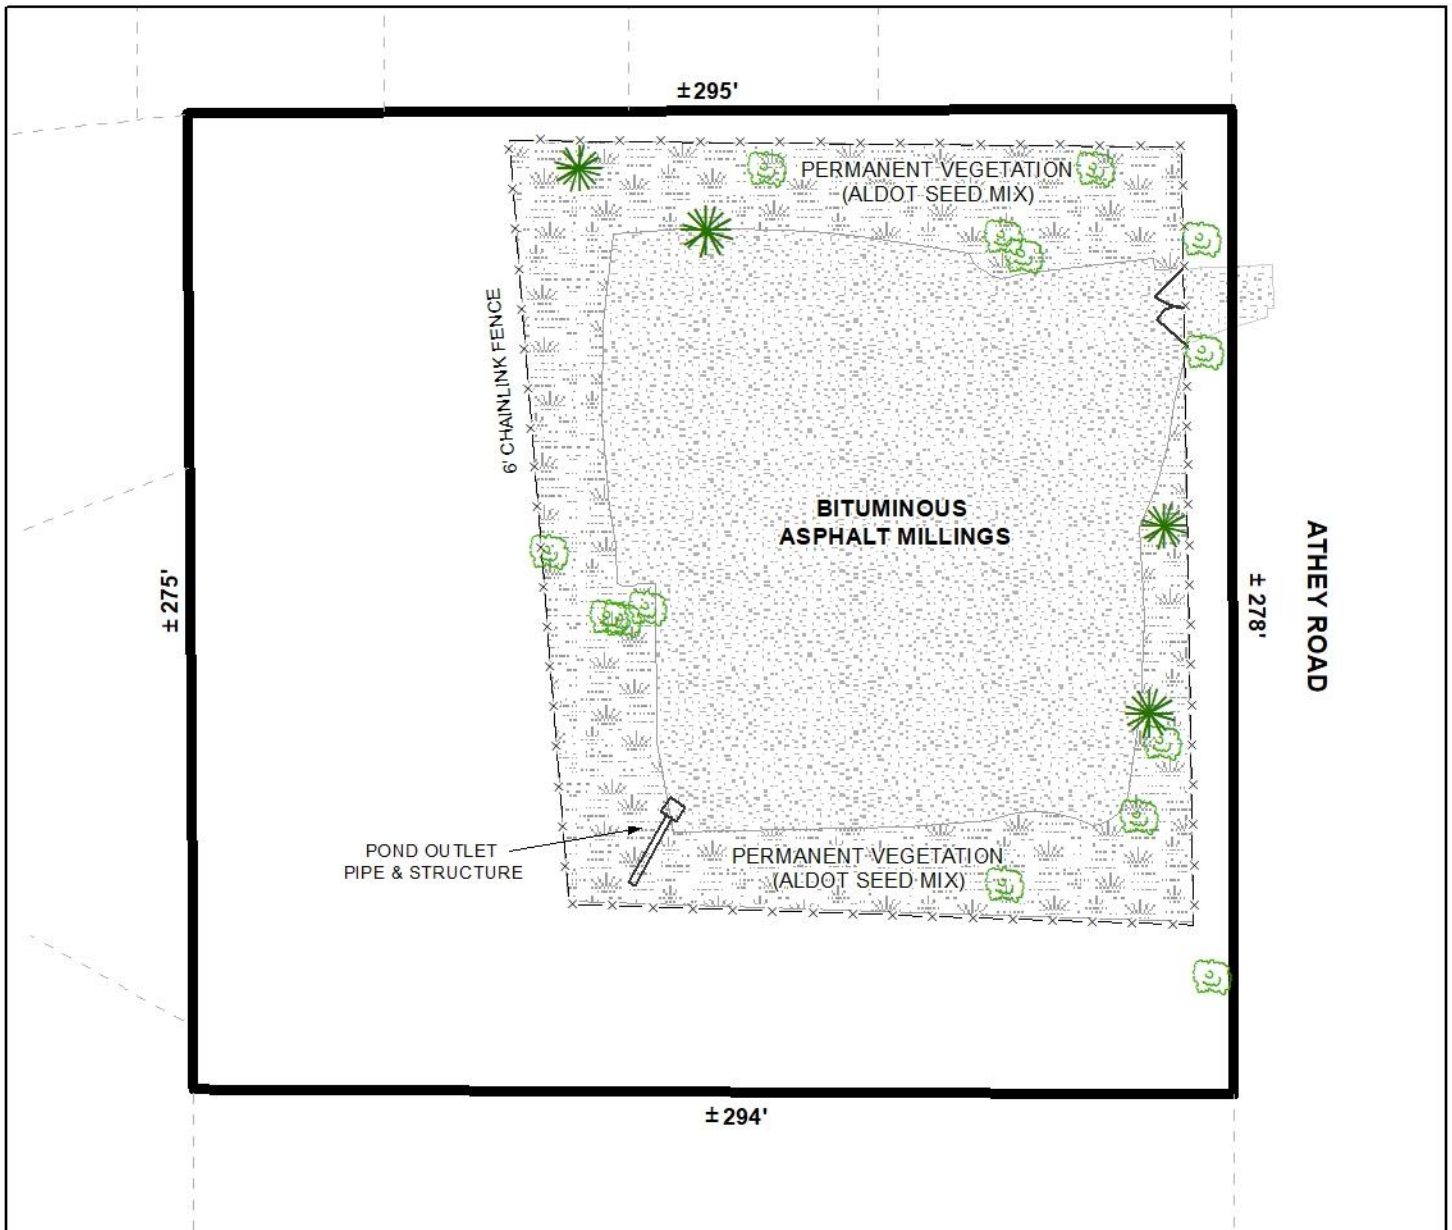 ±295'
PERMANENT VEGETATION
(ALDOT SEED MIX)
6' CHAINLINK FENCE
BITUMINOUS
ASPHALT MILLINGS
ATHEY ROAD
±275'
±278'
POND OUTLET
PIPE & STRUCTURE
PERMANENT VEGETATION
(ALDOT SEED MIX)
±294'